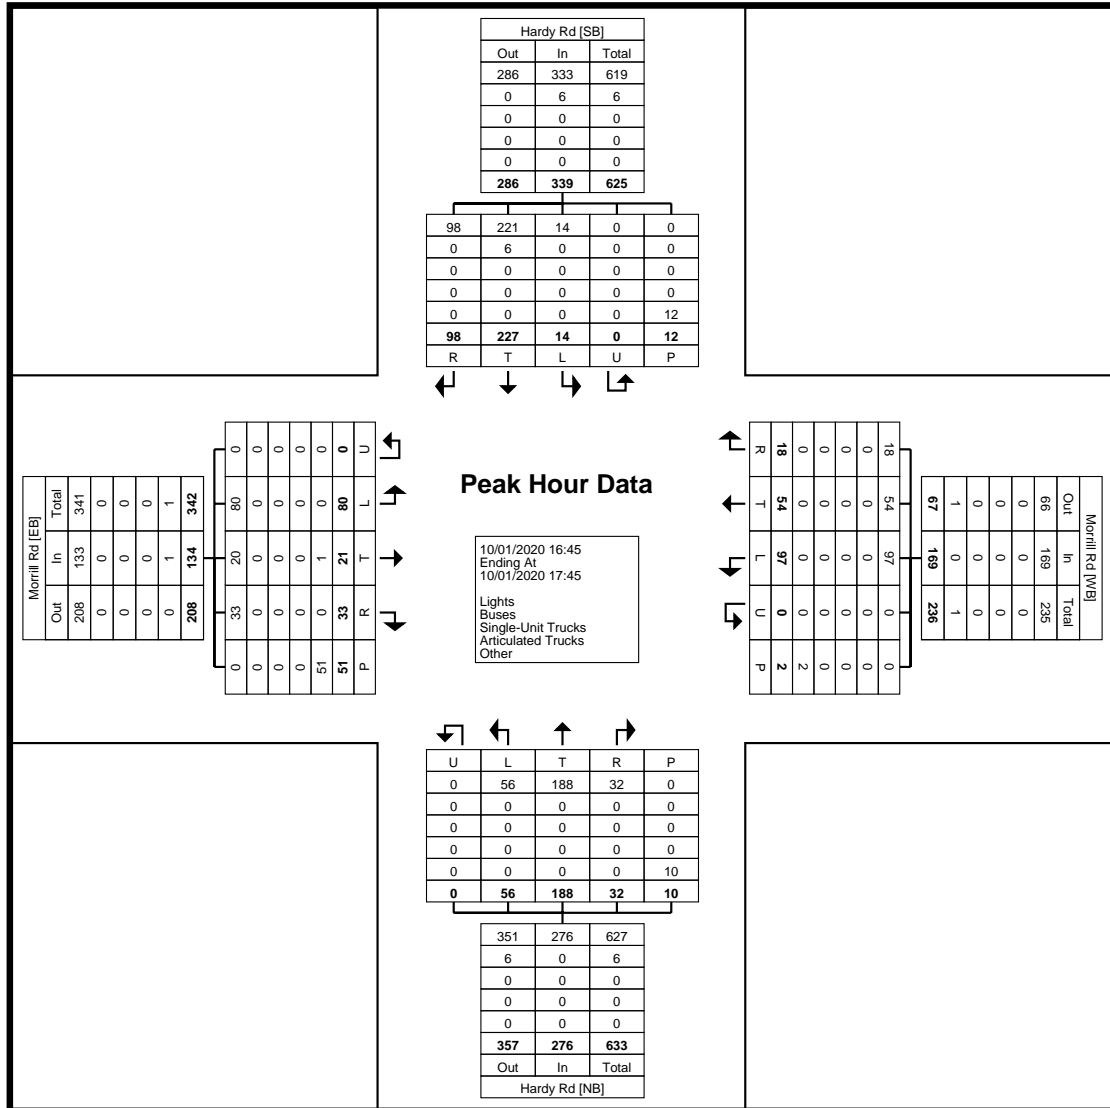 Hardy Rd [SB]
Out In Total
286 333 619
0 6 6
0 0 0
0 0 0
0 0 0
286 339 625
98 221 14 0 0
0 6 0 0 0
0 0 0 0 0
0 0 0 0 0
0 0 0 0 12
98 227 14 0 12
R T L U P
Morrill Rd [EB]
Total In Out
341 133 208
0 0 0
0 0 0
0 0 0
1 1 0
342 134 208
0 80 20 33 0
0 0 0 0 0
0 0 0 0 0
0 0 0 0 0
0 0 1 0 51
0 80 21 33 51
U L T R P
Peak Hour Data
10/01/2020 16:45
Ending At
10/01/2020 17:45
Lights
Buses
Single-Unit Trucks
Articulated Trucks
Other
R T L U P
18 54 97 0 2
0 0 0 0 2
0 0 0 0 0
0 0 0 0 0
0 0 0 0 0
18 54 97 0 0
67 169 236
1 0 1
0 0 0
0 0 0
0 0 0
66 169 235
Out In Total
Morrill Rd [WB]
U L T R P
0 56 188 32 0
0 0 0 0 0
0 0 0 0 0
0 0 0 0 0
0 0 0 0 10
0 56 188 32 10
351 276 627
6 0 6
0 0 0
0 0 0
0 0 0
357 276 633
Out In Total
Hardy Rd [NB]